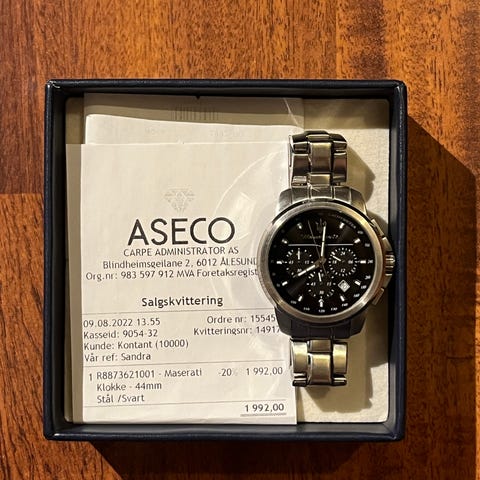 ASECO
CARPE ADMINISTRATOR AS
Blindheimsgeilane 2, 6012 ÅLESUND
Org.nr: 983 597 912 MVA Foretaksregist
Salgskvittering
09.08.2022 13.55 Ordre nr: 15545
Kasseid: 9054-32 Kvitteringsnr: 14917
Kunde: Kontant (10000)
Vår ref: Sandra
1 R8873621001 - Maserati -20% 1 992,00
Klokke - 44mm
Stål /Svart
1 992,00